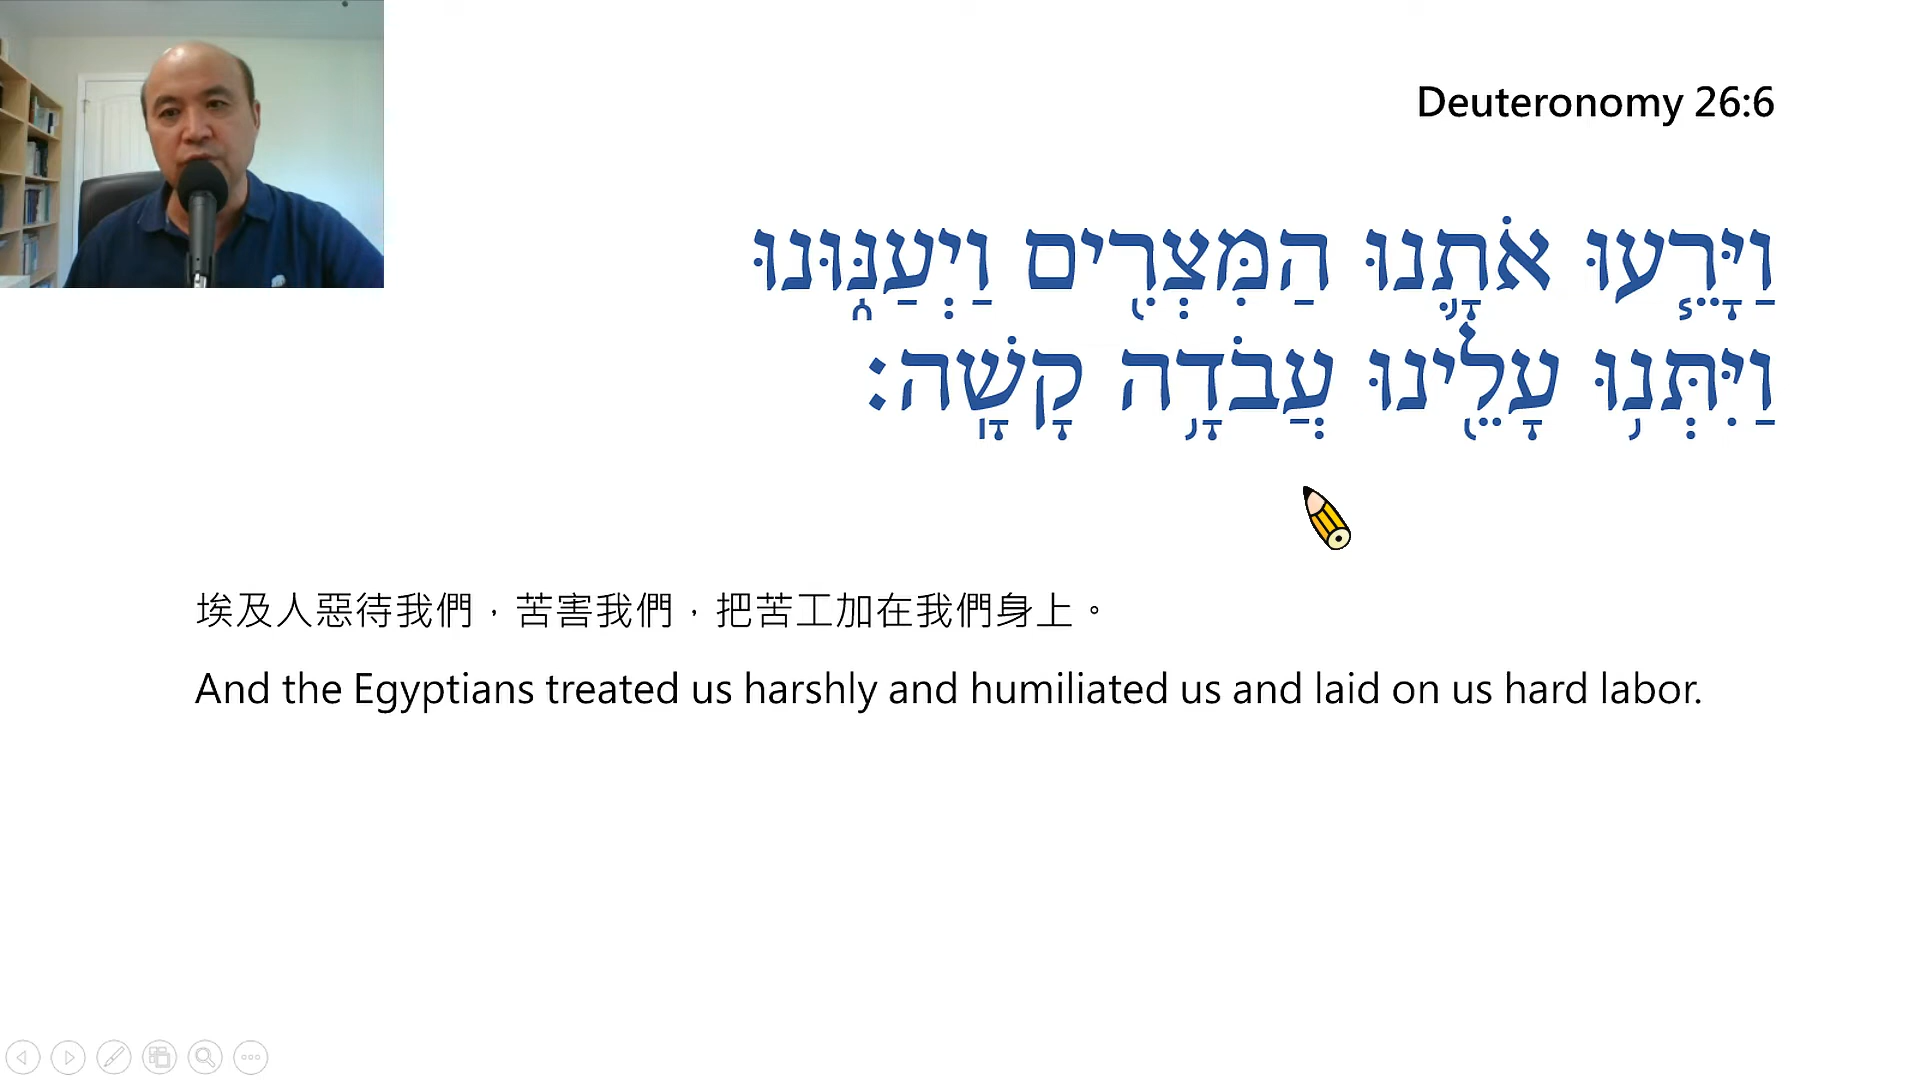 Deuteronomy 26:6
וַיָּרֵ֧עוּ אֹתָ֛נוּ הַמִּצְרִ֖ים וַיְעַנּ֑וּנוּ
וַיִּתְּנ֥וּ עָלֵ֖ינוּ עֲבֹדָ֥ה קָשָֽׁה׃
埃及人惡待我們，苦害我們，把苦工加在我們身上。
And the Egyptians treated us harshly and humiliated us and laid on us hard labor.